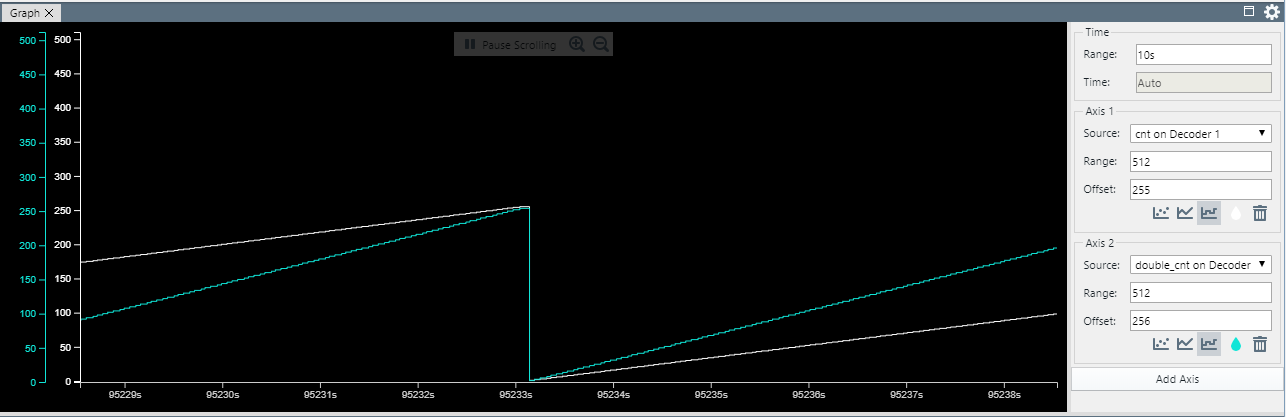 Graph
Pause Scrolling
500 500
450 450
400 400
350 350
300 300
250 250
200 200
150 150
100 100
50 50
0 0
95229s 95230s 95231s 95232s 95233s 95234s 95235s 95236s 95237s 95238s
Time
Range: 10s
Time: Auto
Axis 1
Source: cnt on Decoder 1
Range: 512
Offset: 255
Axis 2
Source: double_cnt on Decoder
Range: 512
Offset: 256
Add Axis